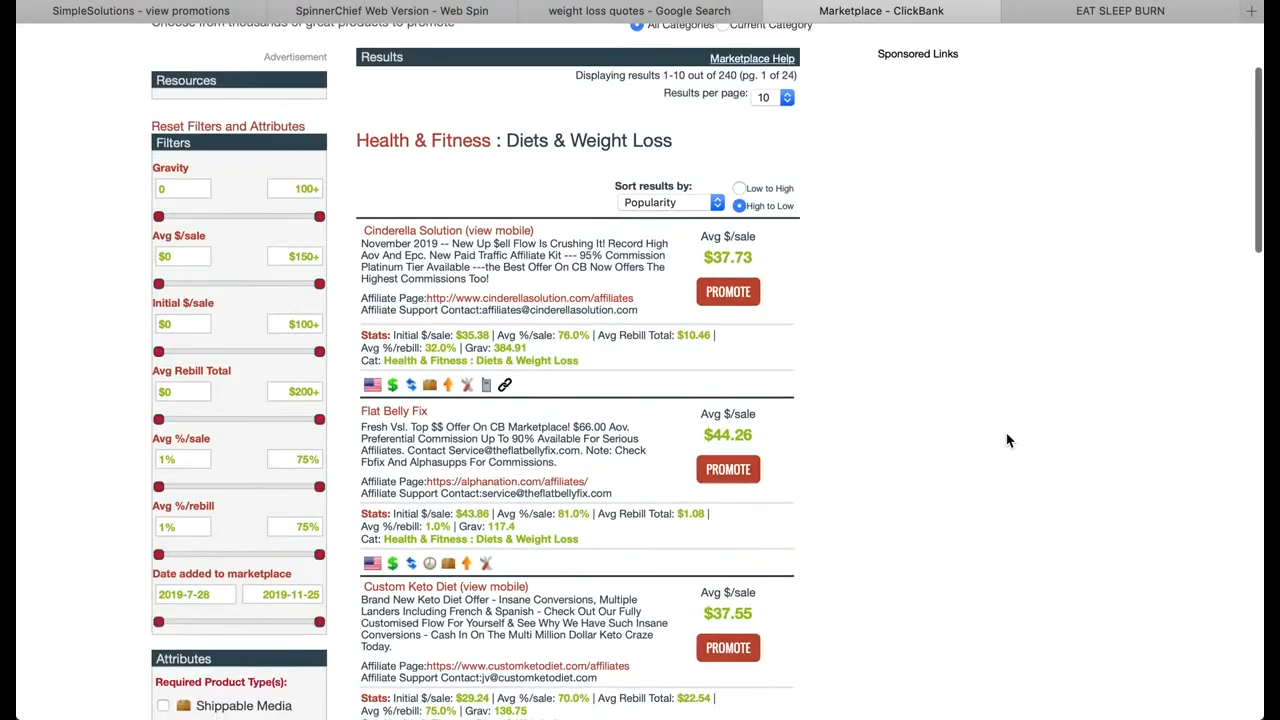 SimpleSolutions - view promotions
SpinnerChief Web Version - Web Spin
weight loss quotes - Google Search
Marketplace - ClickBank
EAT SLEEP BURN
Choose from thousands of great products to promote
All Categories
Current Category
Advertisement
Resources
Reset Filters and Attributes
Filters
Gravity
0
100+
Avg $/sale
$0
$150+
Initial $/sale
$0
$100+
Avg Rebill Total
$0
$200+
Avg %/sale
1%
75%
Avg %/rebill
1%
75%
Date added to marketplace
2019-7-28
2019-11-25
Attributes
Required Product Type(s):
Shippable Media
Results
Marketplace Help
Displaying results 1-10 out of 240 (pg. 1 of 24)
Results per page: 10
Health & Fitness : Diets & Weight Loss
Sort results by:
Popularity
Low to High
High to Low
Cinderella Solution (view mobile)
November 2019 -- New Up $ell Flow Is Crushing It! Record High
Aov And Epc. New Paid Traffic Affiliate Kit --- 95% Commission
Platinum Tier Available ---the Best Offer On CB Now Offers The
Highest Commissions Too!
Affiliate Page:http://www.cinderellasolution.com/affiliates
Affiliate Support Contact:affiliates@cinderellasolution.com
Avg $/sale
$37.73
PROMOTE
Stats: Initial $/sale: $35.38 | Avg %/sale: 76.0% | Avg Rebill Total: $10.46 |
Avg %/rebill: 32.0% | Grav: 384.91
Cat: Health & Fitness : Diets & Weight Loss
Flat Belly Fix
Fresh Vsl. Top $$ Offer On CB Marketplace! $66.00 Aov.
Preferential Commission Up To 90% Available For Serious
Affiliates. Contact Service@theflatbellyfix.com. Note: Check
Fbfix And Alphasupps For Commissions.
Affiliate Page:https://alphanation.com/affiliates/
Affiliate Support Contact:service@theflatbellyfix.com
Avg $/sale
$44.26
PROMOTE
Stats: Initial $/sale: $43.86 | Avg %/sale: 81.0% | Avg Rebill Total: $1.08 |
Avg %/rebill: 1.0% | Grav: 117.4
Cat: Health & Fitness : Diets & Weight Loss
Custom Keto Diet (view mobile)
Brand New Keto Diet Offer - Insane Conversions, Multiple
Landers Including French & Spanish - Check Out Our Fully
Customised Flow For Yourself & See Why We Have Such Insane
Conversions - Cash In On The Multi Million Dollar Keto Craze
Today.
Affiliate Page:https://www.customketodiet.com/affiliates
Affiliate Support Contact:jv@customketodiet.com
Avg $/sale
$37.55
PROMOTE
Stats: Initial $/sale: $29.24 | Avg %/sale: 70.0% | Avg Rebill Total: $22.54 |
Avg %/rebill: 75.0% | Grav: 136.75
Sponsored Links